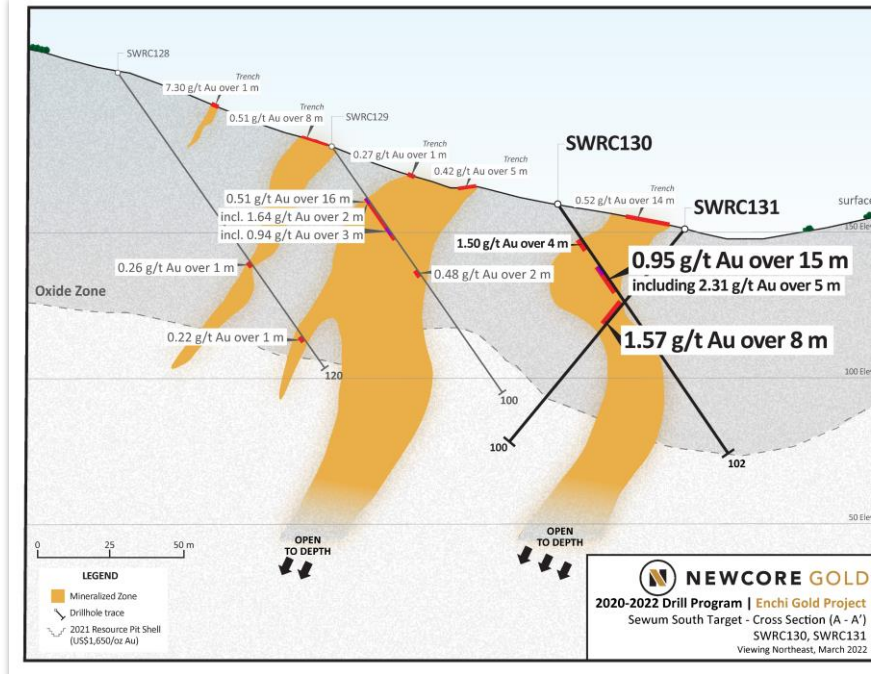 SWRC128
Trench
7.30 g/t Au over 1 m
Trench
0.51 g/t Au over 8 m
SWRC129
Trench
0.27 g/t Au over 1 m
Trench
0.42 g/t Au over 5 m
SWRC130
Trench
0.52 g/t Au over 14 m
SWRC131
surface
150 Elev
0.51 g/t Au over 16 m
incl. 1.64 g/t Au over 2 m
incl. 0.94 g/t Au over 3 m
1.50 g/t Au over 4 m
0.95 g/t Au over 15 m
including 2.31 g/t Au over 5 m
0.26 g/t Au over 1 m
0.48 g/t Au over 2 m
Oxide Zone
0.22 g/t Au over 1 m
1.57 g/t Au over 8 m
120
100 Elev
100
100
102
50 Elev
OPEN
TO DEPTH
OPEN
TO DEPTH
0 25 50 m
LEGEND
Mineralized Zone
Drillhole trace
2021 Resource Pit Shell
(US$1,650/oz Au)
N NEWCORE GOLD
2020-2022 Drill Program | Enchi Gold Project
Sewum South Target - Cross Section (A - A')
SWRC130, SWRC131
Viewing Northeast, March 2022